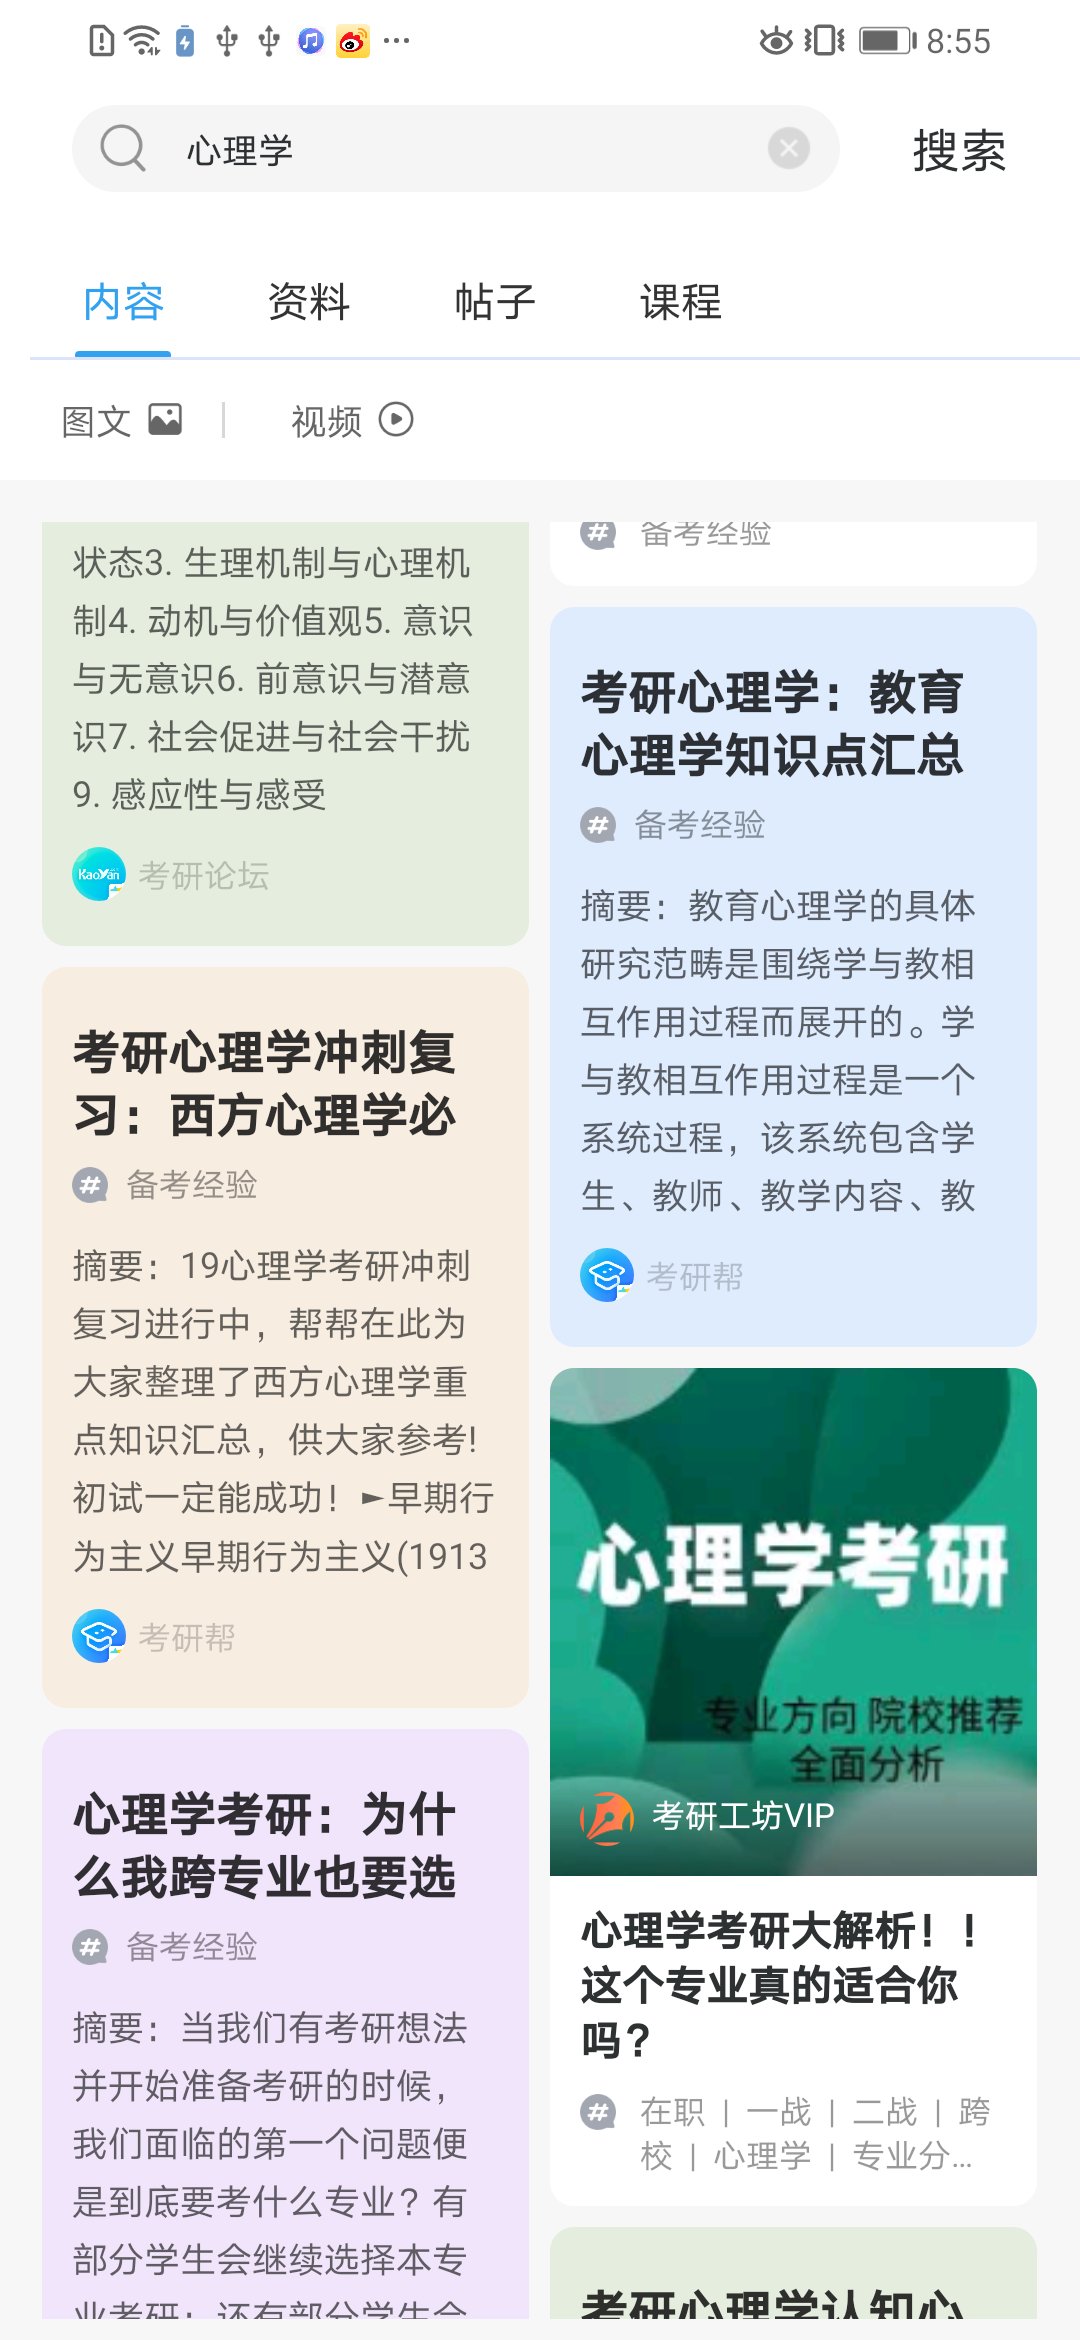 8:55
心理学
搜索
内容
资料
帖子
课程
图文
视频
状态3. 生理机制与心理机
制4. 动机与价值观5. 意识
与无意识6. 前意识与潜意
识7. 社会促进与社会干扰
9. 感应性与感受
KaoYan
考研论坛
考研心理学冲刺复
习：西方心理学必
备考经验
摘要：19心理学考研冲刺
复习进行中，帮帮在此为
大家整理了西方心理学重
点知识汇总，供大家参考!
初试一定能成功！►早期行
为主义早期行为主义(1913
考研帮
心理学考研：为什
么我跨专业也要选
备考经验
摘要：当我们有考研想法
并开始准备考研的时候，
我们面临的第一个问题便
是到底要考什么专业？有
部分学生会继续选择本专
业考研；还有部分学生会
备考经验
考研心理学：教育
心理学知识点汇总
备考经验
摘要：教育心理学的具体
研究范畴是围绕学与教相
互作用过程而展开的。学
与教相互作用过程是一个
系统过程，该系统包含学
生、教师、教学内容、教
考研帮
心理学考研
专业方向 院校推荐
全面分析
考研工坊VIP
心理学考研大解析！！
这个专业真的适合你
吗？
在职 | 一战 | 二战 | 跨
校 | 心理学 | 专业分...
考研心理学认知心